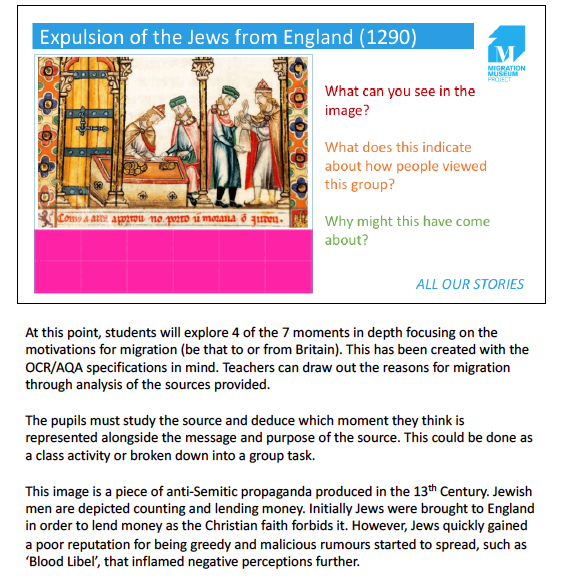 Expulsion of the Jews from England (1290)
MIGRATION
MUSEUM
PROJECT
What can you see in the
image?
What does this indicate
about how people viewed
this group?
Why might this have come
about?
ALL OUR STORIES
At this point, students will explore 4 of the 7 moments in depth focusing on the
motivations for migration (be that to or from Britain). This has been created with the
OCR/AQA specifications in mind. Teachers can draw out the reasons for migration
through analysis of the sources provided.
The pupils must study the source and deduce which moment they think is
represented alongside the message and purpose of the source. This could be done as
a class activity or broken down into a group task.
This image is a piece of anti-Semitic propaganda produced in the 13th Century. Jewish
men are depicted counting and lending money. Initially Jews were brought to England
in order to lend money as the Christian faith forbids it. However, Jews quickly gained
a poor reputation for being greedy and malicious rumours started to spread, such as
‘Blood Libel’, that inflamed negative perceptions further.